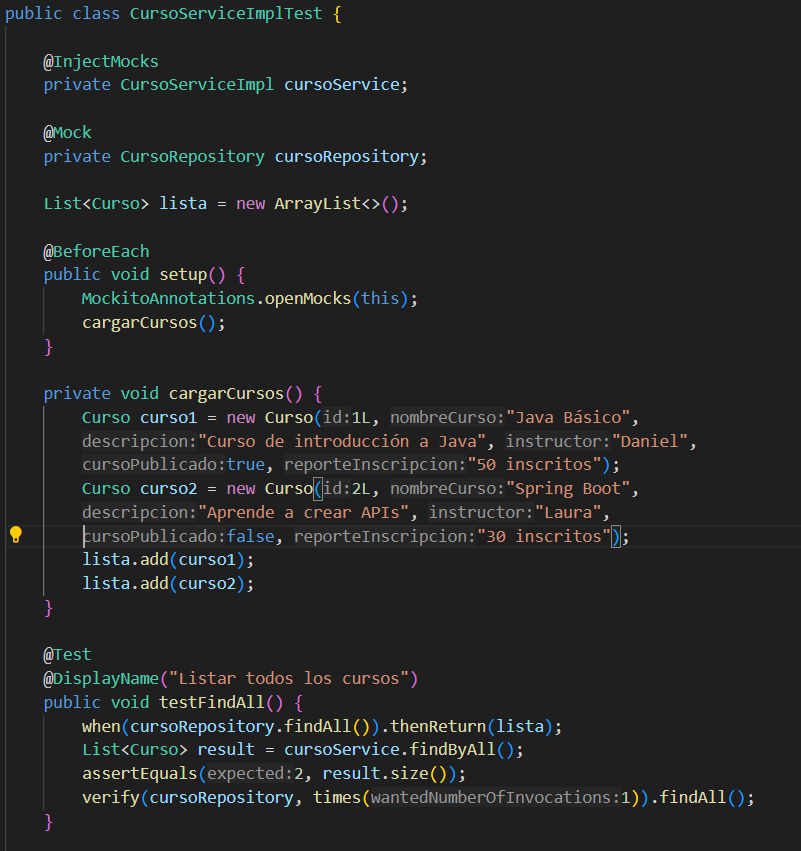 public class CursoServiceImplTest {
@InjectMocks
private CursoServiceImpl cursoService;
@Mock
private CursoRepository cursoRepository;
List<Curso> lista = new ArrayList<>();
@BeforeEach
public void setup() {
MockitoAnnotations.openMocks(this);
cargarCursos();
}
private void cargarCursos() {
Curso curso1 = new Curso(id:1L, nombreCurso:"Java Básico",
descripcion:"Curso de introducción a Java", instructor:"Daniel",
cursoPublicado:true, reporteInscripcion:"50 inscritos");
Curso curso2 = new Curso(id:2L, nombreCurso:"Spring Boot",
descripcion:"Aprende a crear APIs", instructor:"Laura",
cursoPublicado:false, reporteInscripcion:"30 inscritos");
lista.add(curso1);
lista.add(curso2);
}
@Test
@DisplayName("Listar todos los cursos")
public void testFindAll() {
when(cursoRepository.findAll()).thenReturn(lista);
List<Curso> result = cursoService.findByAll();
assertEquals(expected:2, result.size());
verify(cursoRepository, times(wantedNumberOfInvocations:1)).findAll();
}